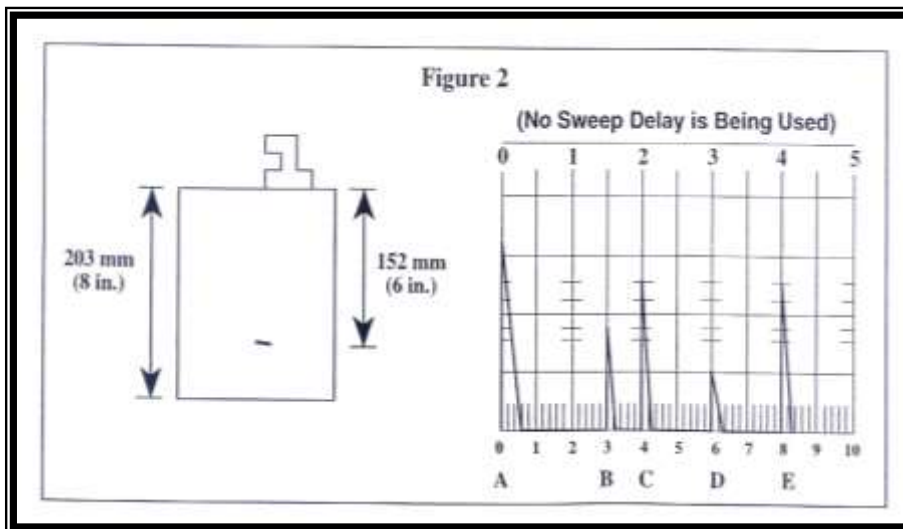 Figure 2
(No Sweep Delay is Being Used)
0 1 2 3 4 5
203 mm
(8 in.)
152 mm
(6 in.)
0 1 2 3 4 5 6 7 8 9 10
A B C D E